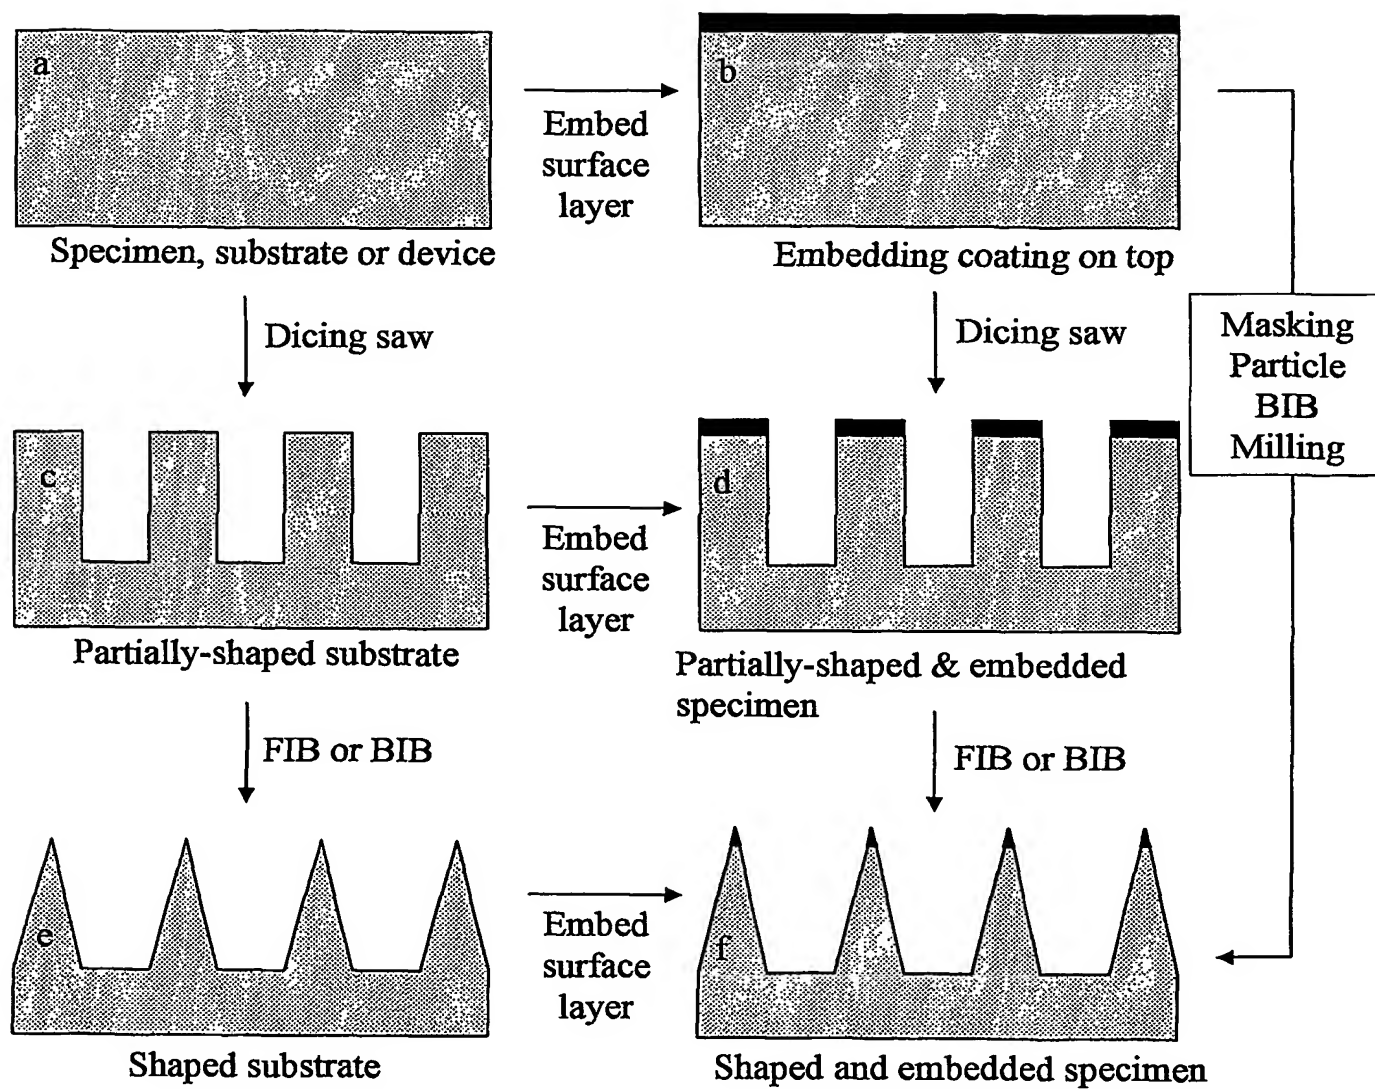 a
b
Embed
surface
layer
Specimen, substrate or device
Embedding coating on top
Dicing saw
Dicing saw
Masking
Particle
BIB
Milling
c
d
Embed
surface
layer
Partially-shaped substrate
Partially-shaped & embedded
specimen
FIB or BIB
FIB or BIB
e
f
Embed
surface
layer
Shaped substrate
Shaped and embedded specimen